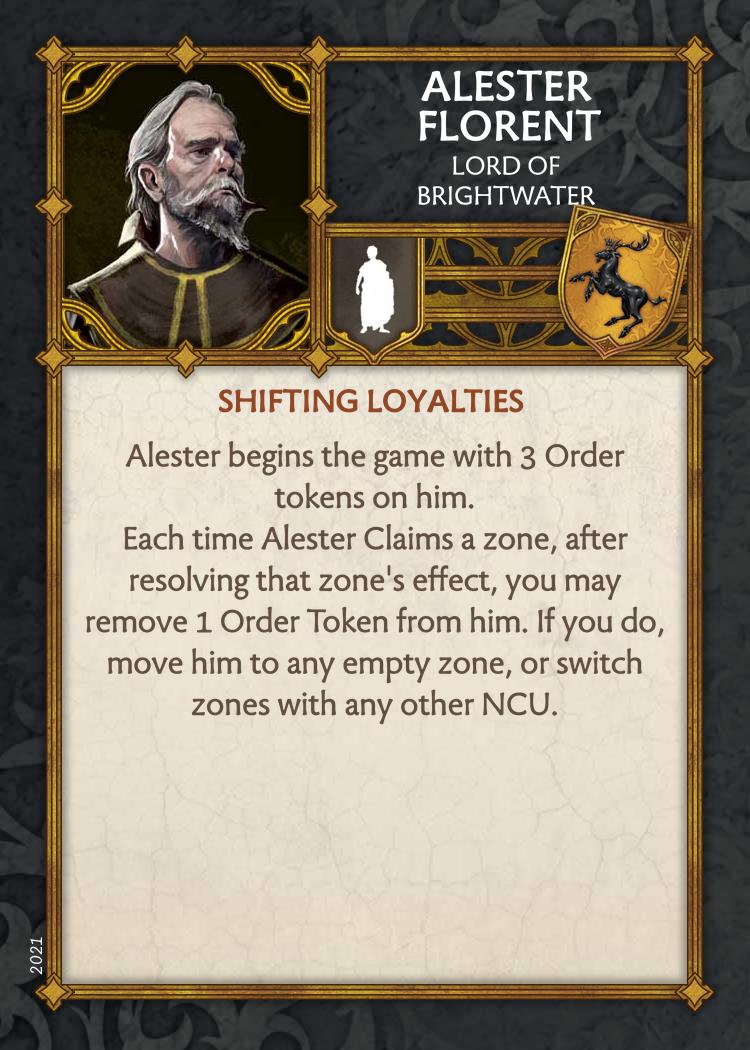 ALESTER
FLORENT
LORD OF
BRIGHTWATER
SHIFTING LOYALTIES
Alester begins the game with 3 Order
tokens on him.
Each time Alester Claims a zone, after
resolving that zone's effect, you may
remove 1 Order Token from him. If you do,
move him to any empty zone, or switch
zones with any other NCU.
2021